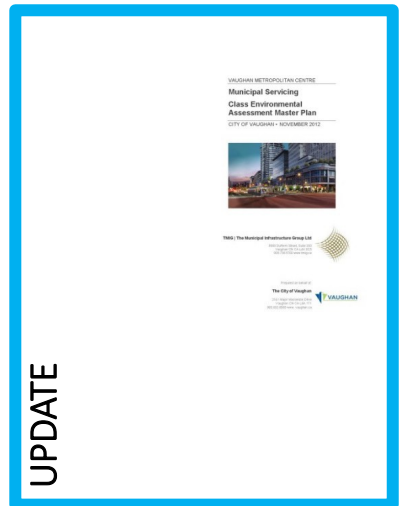 VAUGHAN METROPOLITAN CENTRE
Municipal Servicing
Class Environmental
Assessment Master Plan
CITY OF VAUGHAN • NOVEMBER 2012
TMIG | The Municipal Infrastructure Group Ltd
The City of Vaughan
VAUGHAN
UPDATE